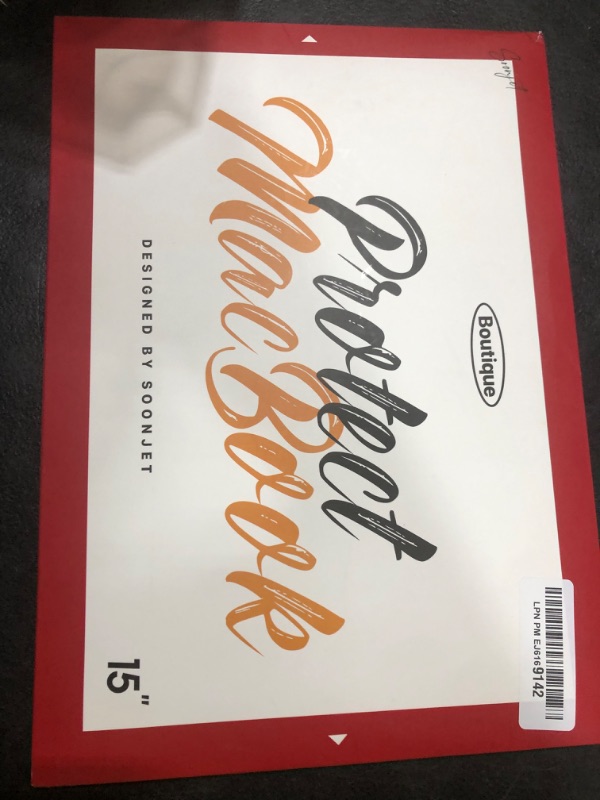 Boutique
Protect
MacBook
DESIGNED BY SOONJET
15"
LPN PM EJ6169142